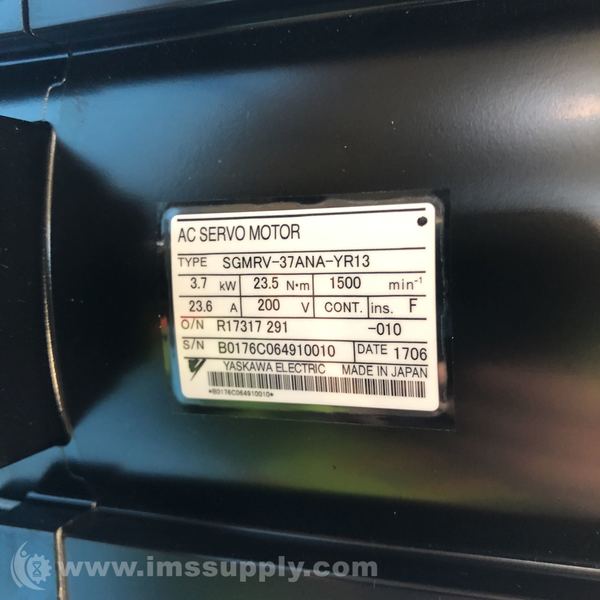 AC SERVO MOTOR
TYPE SGMRV-37ANA-YR13
3.7 kW 23.5 N•m 1500 min⁻¹
23.6 A 200 V CONT. ins. F
O/N R17317 291 -010
S/N B0176C064910010 DATE 1706
YASKAWA ELECTRIC MADE IN JAPAN
*B0176C064910010*
www.imssupply.com